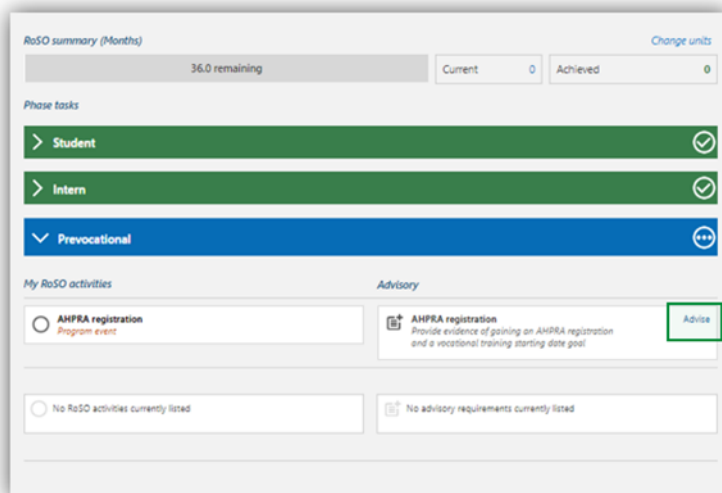 RoSO summary (Months)
Change units
36.0 remaining
Current 0
Achieved 0
Phase tasks
Student
Intern
Prevocational
My RoSO activities
Advisory
AHPRA registration
Program event
AHPRA registration
Provide evidence of gaining an AHPRA registration
and a vocational training starting date goal
Advise
No RoSO activities currently listed
No advisory requirements currently listed